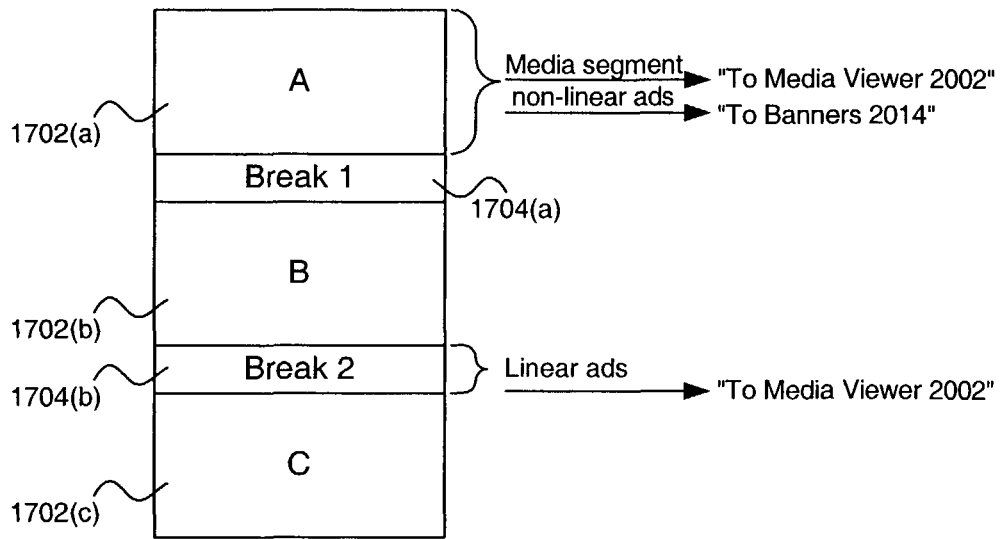 A
Media segment
"To Media Viewer 2002"
non-linear ads
"To Banners 2014"
1702(a)
Break 1
1704(a)
B
1702(b)
Break 2
Linear ads
"To Media Viewer 2002"
1704(b)
C
1702(c)